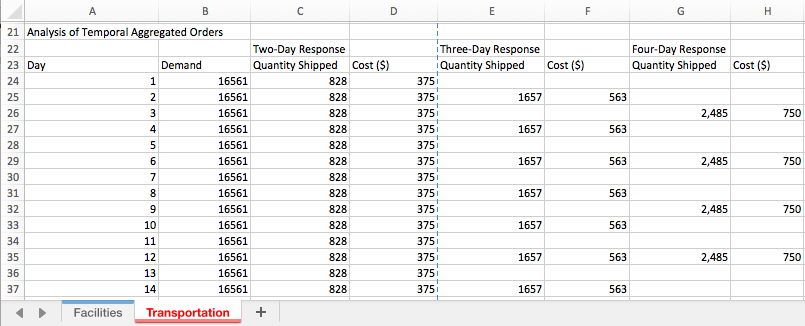 A B C D E F G H
21 Analysis of Temporal Aggregated Orders
22 Two-Day Response Three-Day Response Four-Day Response
23 Day Demand Quantity Shipped Cost ($) Quantity Shipped Cost ($) Quantity Shipped Cost ($)
24 1 16561 828 375
25 2 16561 828 375 1657 563
26 3 16561 828 375 2,485 750
27 4 16561 828 375 1657 563
28 5 16561 828 375
29 6 16561 828 375 1657 563 2,485 750
30 7 16561 828 375
31 8 16561 828 375 1657 563
32 9 16561 828 375 2,485 750
33 10 16561 828 375 1657 563
34 11 16561 828 375
35 12 16561 828 375 1657 563 2,485 750
36 13 16561 828 375
37 14 16561 828 375 1657 563
Facilities Transportation +